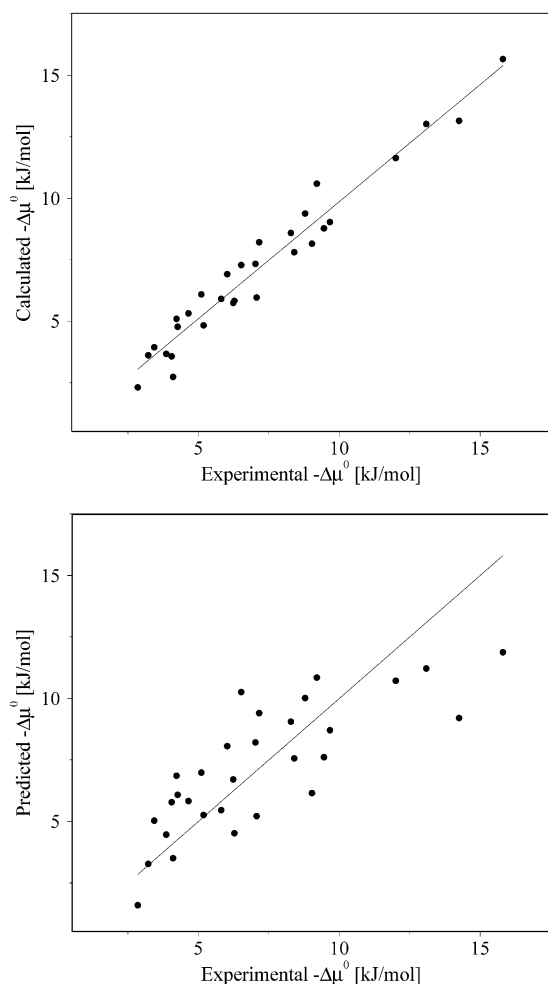 15
10
5
Calculated -Δμ⁰ [kJ/mol]
5 10 15
Experimental -Δμ⁰ [kJ/mol]
15
10
5
Predicted -Δμ⁰ [kJ/mol]
5 10 15
Experimental -Δμ⁰ [kJ/mol]